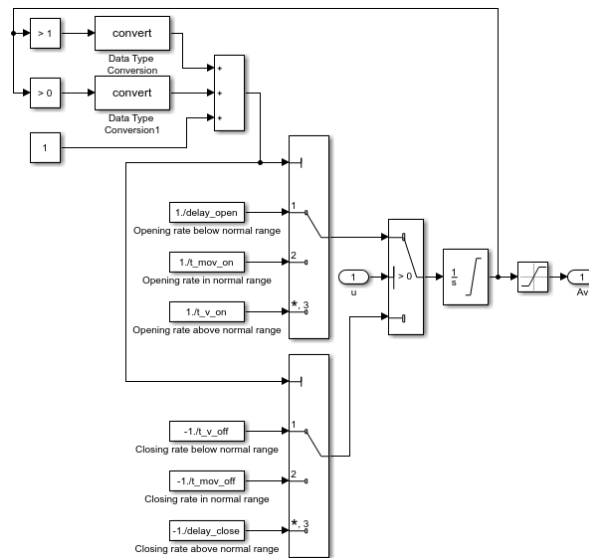 > 1
convert
Data Type
Conversion
> 0
convert
Data Type
Conversion1
1
+
+
+
1./delay_open
1
Opening rate below normal range
1./t_mov_on
2
Opening rate in normal range
1./t_v_on
*, 3
Opening rate above normal range
1
u
> 0
1
s
1
Av
-1./t_v_off
1
Closing rate below normal range
-1./t_mov_off
2
Closing rate in normal range
-1./delay_close
*, 3
Closing rate above normal range